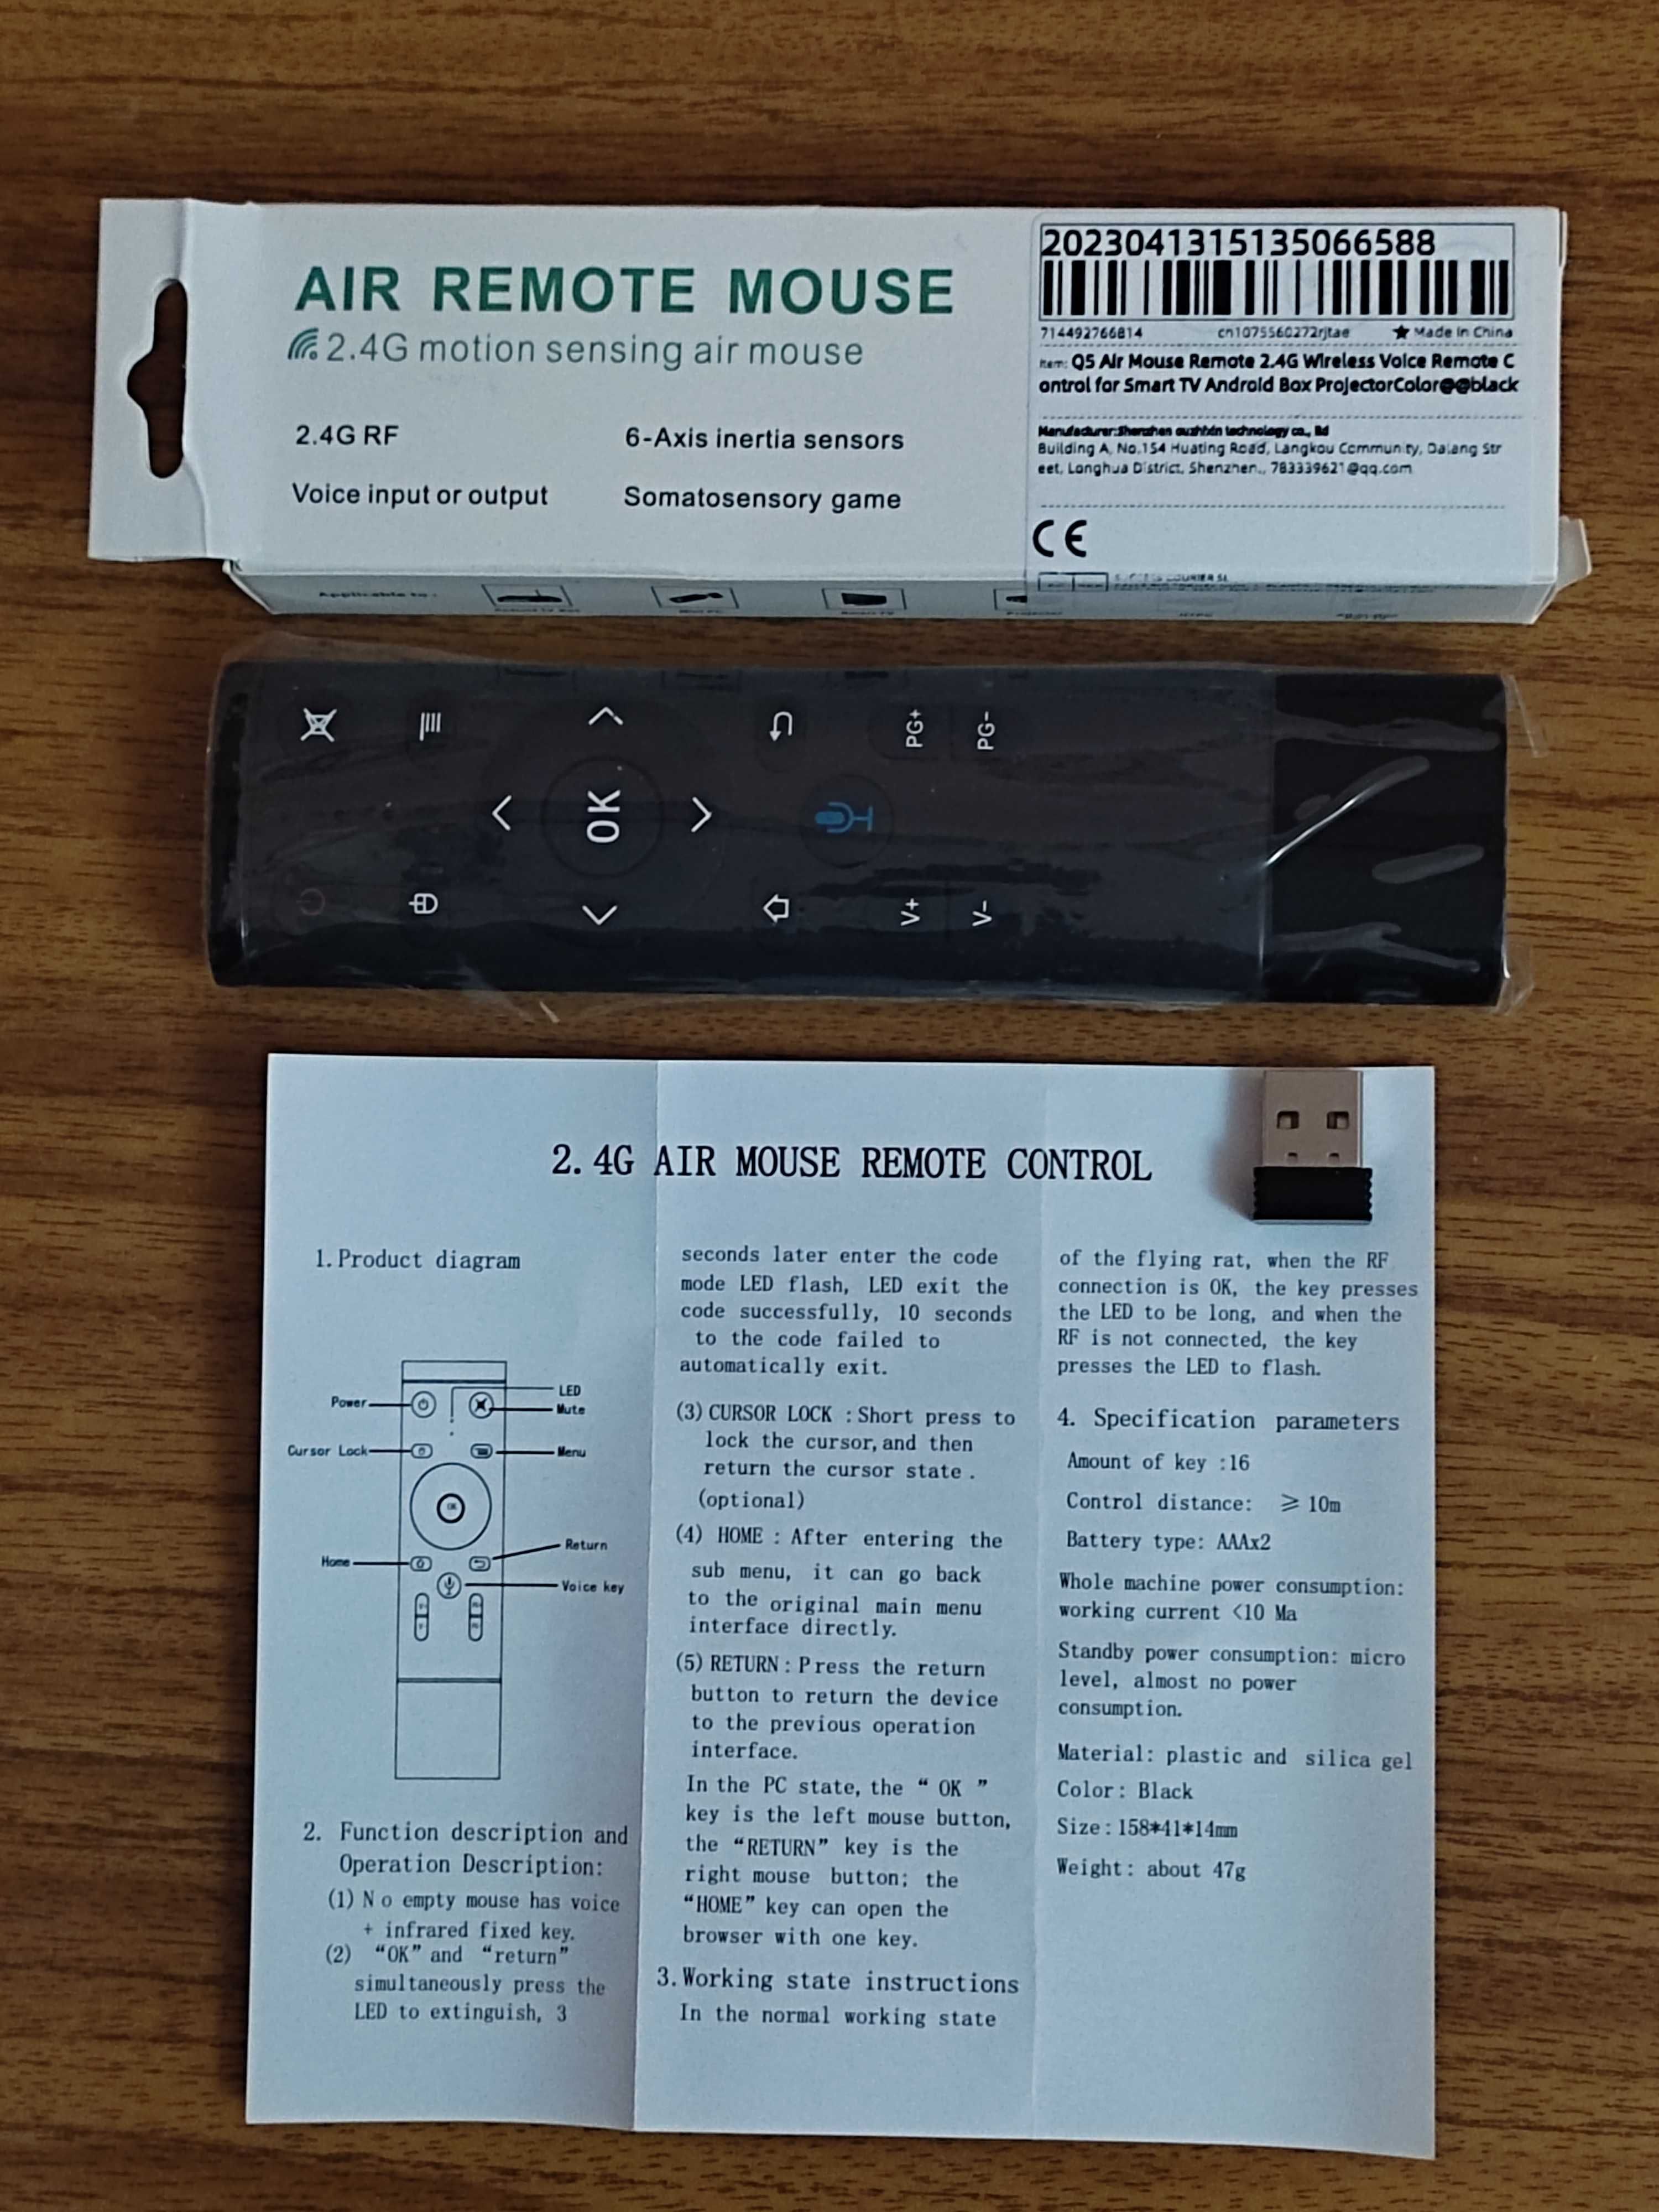 AIR REMOTE MOUSE
2.4G motion sensing air mouse
2.4G RF
6-Axis inertia sensors
Voice input or output
Somatosensory game
2023041315135066588
714492766814 cn1075560272rjtae ★ Made In China
Item: Q5 Air Mouse Remote 2.4G Wireless Voice Remote C
ontrol for Smart TV Android Box ProjectorColor@@black
Building A, No.154 Huating Road, Langkou Community, Dalang Str
eet, Longhua District, Shenzhen., 783339621@qq.com
CE
Applicable to :
OK
PG+
PG-
V+
V-
2.4G AIR MOUSE REMOTE CONTROL
1.Product diagram
Power
LED
Mute
Cursor Lock
Menu
OK
Home
Return
Voice key
2. Function description and
Operation Description:
(1) No empty mouse has voice
+ infrared fixed key.
(2) “OK” and “return”
simultaneously press the
LED to extinguish, 3
seconds later enter the code
mode LED flash, LED exit the
code successfully, 10 seconds
to the code failed to
automatically exit.
(3) CURSOR LOCK : Short press to
lock the cursor, and then
return the cursor state .
(optional)
(4) HOME : After entering the
sub menu, it can go back
to the original main menu
interface directly.
(5) RETURN : Press the return
button to return the device
to the previous operation
interface.
In the PC state, the “ OK ”
key is the left mouse button,
the “RETURN” key is the
right mouse button; the
“HOME” key can open the
browser with one key.
3.Working state instructions
In the normal working state
of the flying rat, when the RF
connection is OK, the key presses
the LED to be long, and when the
RF is not connected, the key
presses the LED to flash.
4. Specification parameters
Amount of key :16
Control distance: ≥ 10m
Battery type: AAAx2
Whole machine power consumption:
working current <10 Ma
Standby power consumption: micro
level, almost no power
consumption.
Material: plastic and silica gel
Color: Black
Size:158*41*14mm
Weight: about 47g